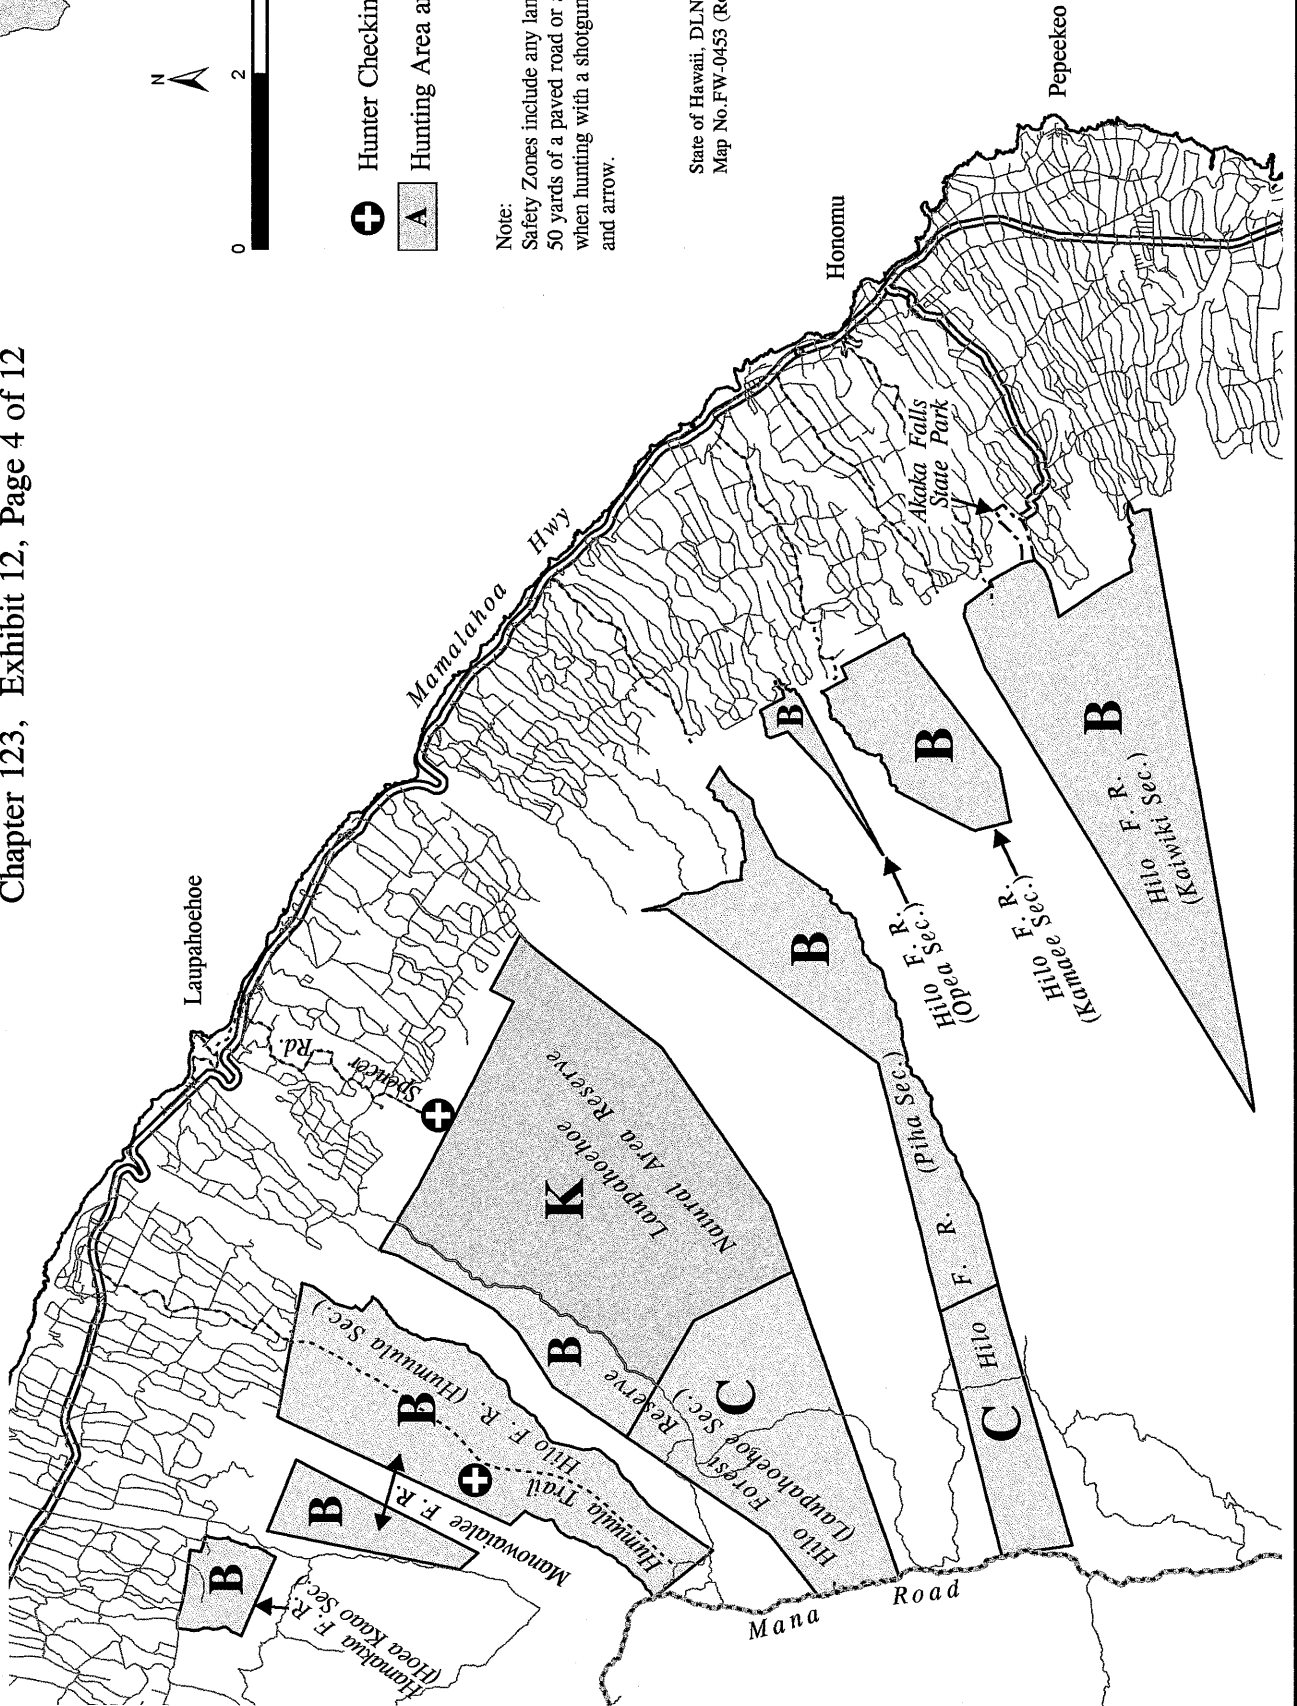 Chapter 123, Exhibit 12, Page 4 of 12
N
0 2
Hunter Checkin
A Hunting Area a
Note:
Safety Zones include any lan
50 yards of a paved road or a
when hunting with a shotgun
and arrow.
State of Hawaii, DLN
Map No.FW-0453 (Re
Laupahoehoe
Mamalahoa Hwy
Honomu
Pepeekeo
Akaka Falls
State Park
Spencer Rd.
K
Laupahoehoe
Natural Area Reserve
B
B
Hamakua F. R.
(Hoea Kaao Sec.)
B
Manowaialee F. R.
B
Hilo F. R. (Humuula Sec.)
Humuula Trail
B
C
Hilo Forest Reserve
(Laupahoehoe Sec.)
Mana Road
C
Hilo F. R. (Piha Sec.)
B
B
Hilo F. R.
(Opea Sec.)
B
Hilo F. R.
(Kamaee Sec.)
B
Hilo F. R.
(Kaiwiki Sec.)